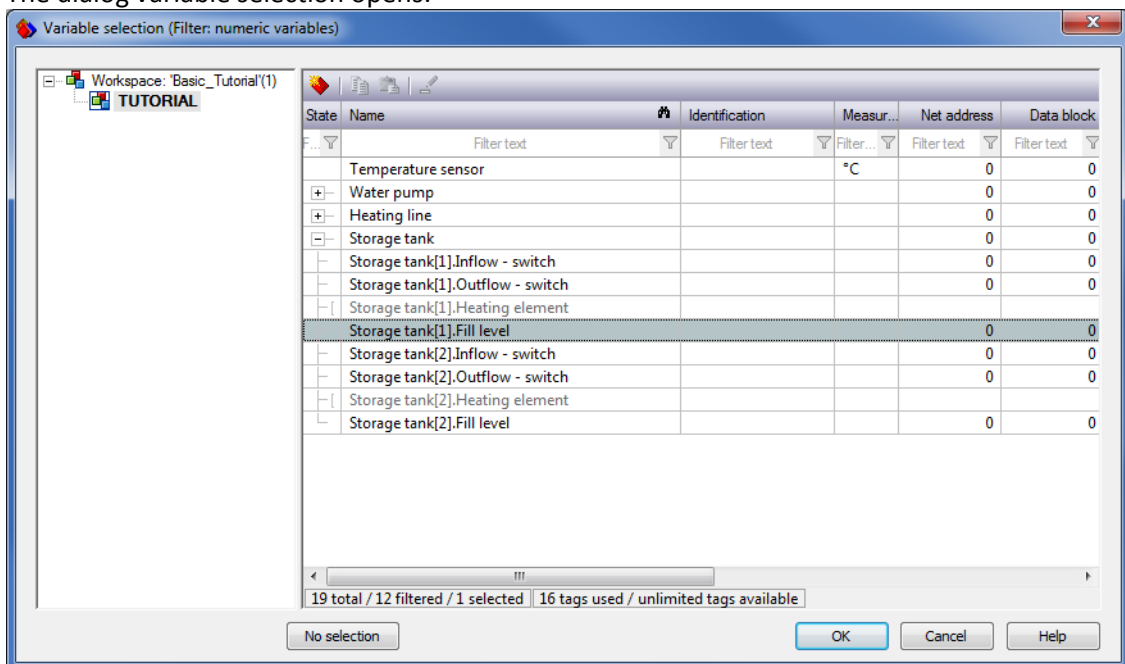 The dialog variable selection opens.
Variable selection (Filter: numeric variables)
Workspace: 'Basic_Tutorial'(1)
TUTORIAL
State Name Identification Measur... Net address Data block
F... Filter text Filter text Filter... Filter text Filter text
Temperature sensor °C 0 0
Water pump 0 0
Heating line 0 0
Storage tank 0 0
Storage tank[1].Inflow - switch 0 0
Storage tank[1].Outflow - switch 0 0
Storage tank[1].Heating element
Storage tank[1].Fill level 0 0
Storage tank[2].Inflow - switch 0 0
Storage tank[2].Outflow - switch 0 0
Storage tank[2].Heating element
Storage tank[2].Fill level 0 0
19 total / 12 filtered / 1 selected 16 tags used / unlimited tags available
No selection OK Cancel Help